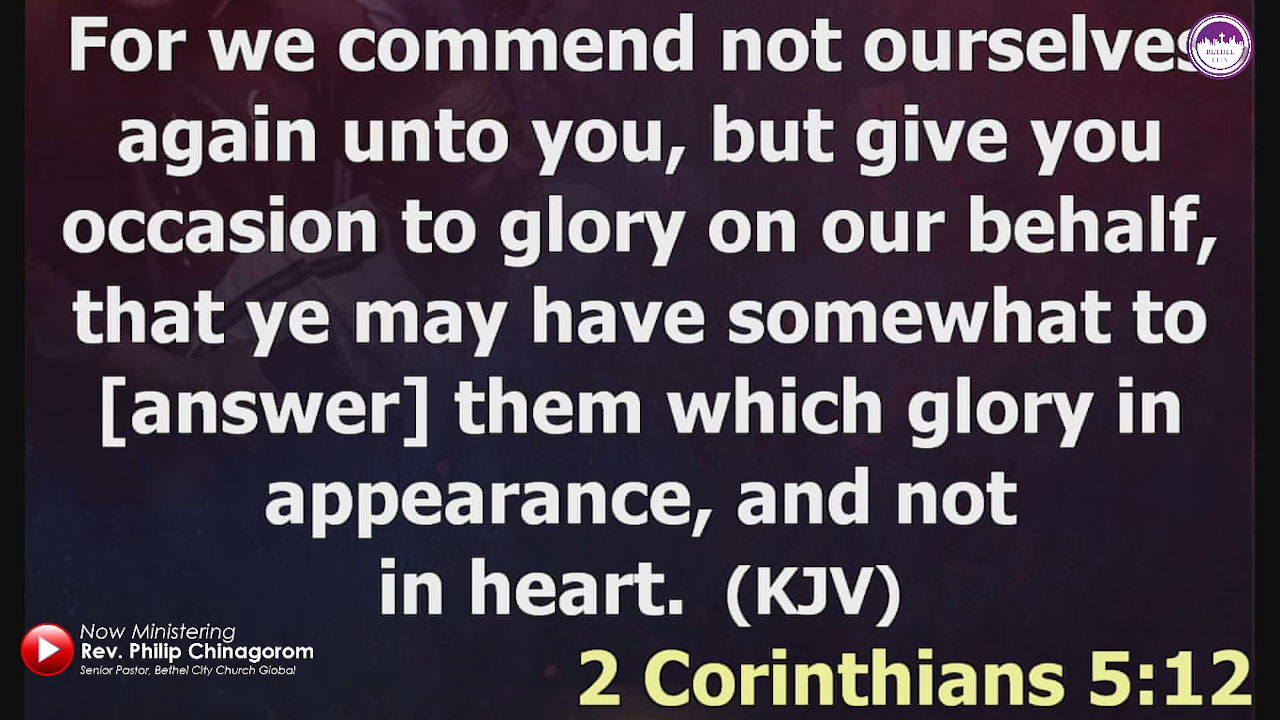 For we commend not ourselves
again unto you, but give you
occasion to glory on our behalf,
that ye may have somewhat to
[answer] them which glory in
appearance, and not
in heart. (KJV)
2 Corinthians 5:12
Now Ministering
Rev. Philip Chinagorom
Senior Pastor, Bethel City Church Global
BETHEL
CITY